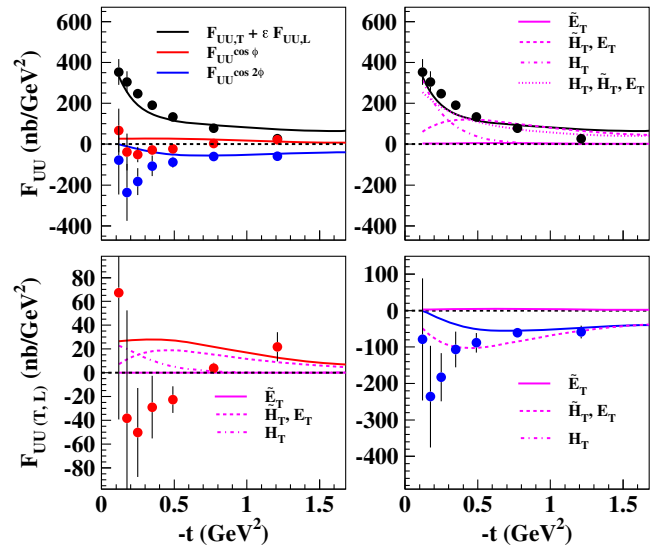 F_UU (nb/GeV²)
600
400
200
0
-200
-400
F_UU,T + ε F_UU,L
F_UU^cos ϕ
F_UU^cos 2ϕ
600
400
200
0
-200
-400
Ẽ_T
H̃_T, E_T
H_T
H_T, H̃_T, E_T
F_UU (T, L) (nb/GeV²)
80
60
40
20
0
-20
-40
-60
-80
Ẽ_T
H̃_T, E_T
H_T
0 0.5 1 1.5
-t (GeV²)
100
0
-100
-200
-300
-400
Ẽ_T
H̃_T, E_T
H_T
0 0.5 1 1.5
-t (GeV²)